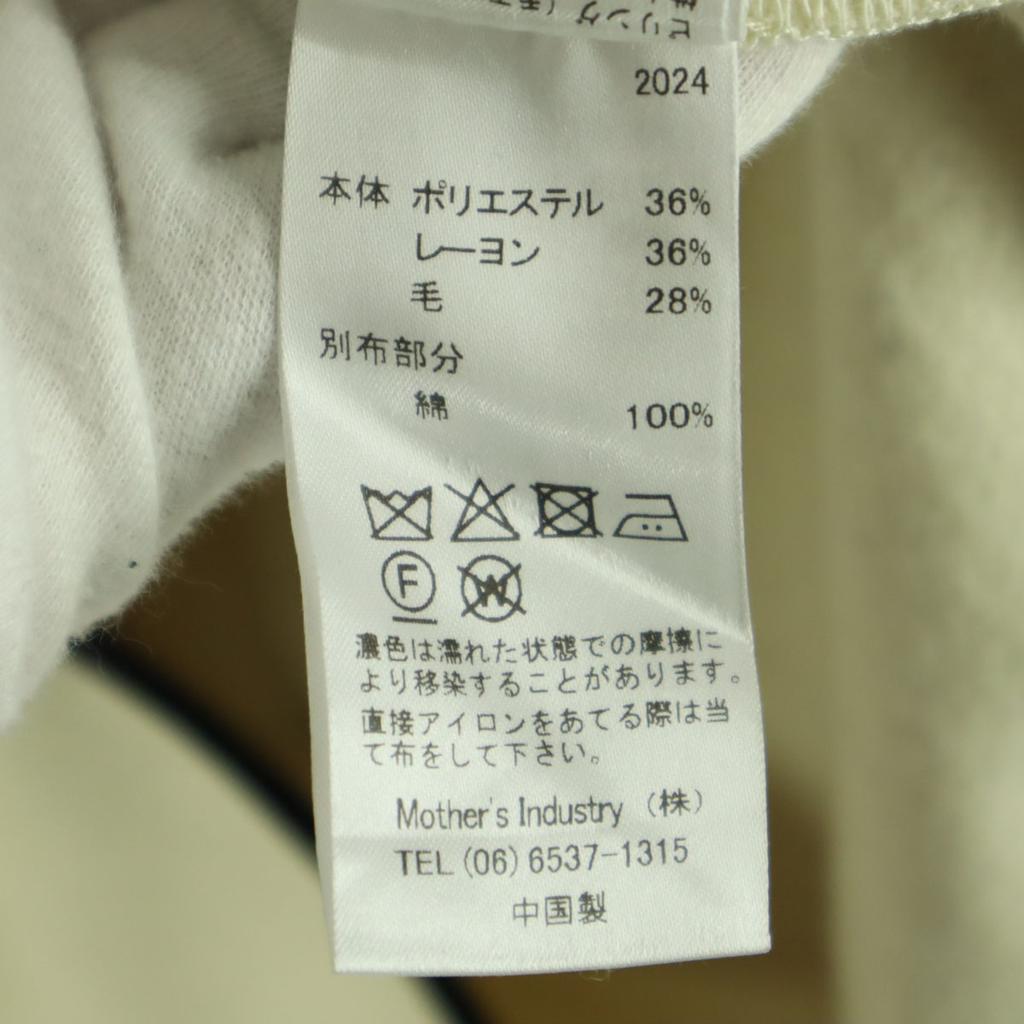 2024
本体 ポリエステル 36%
レーヨン 36%
毛 28%
別布部分
綿 100%
F W
濃色は濡れた状態での摩擦に
より移染することがあります。
直接アイロンをあてる際は当
て布をして下さい。
Mother's Industry (株)
TEL (06) 6537-1315
中国製